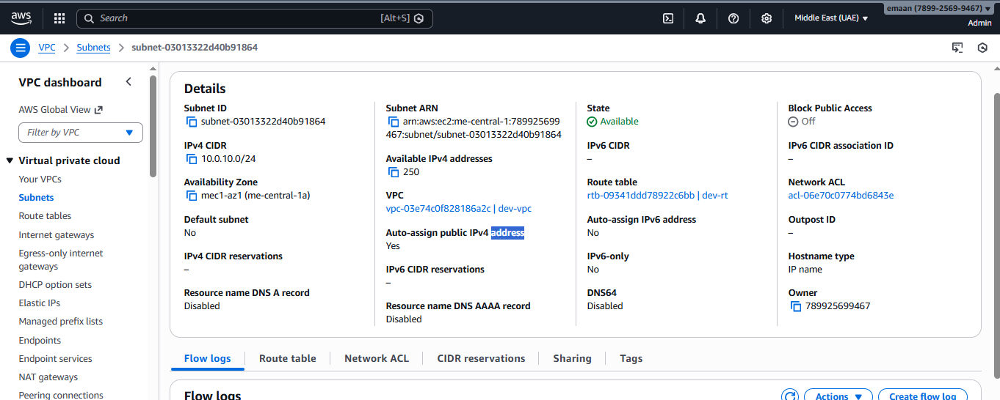 aws
Search
[Alt+S]
Middle East (UAE)
emaan (7899-2569-9467)
Admin
VPC
Subnets
subnet-03013322d40b91864
VPC dashboard
AWS Global View
Filter by VPC
Virtual private cloud
Your VPCs
Subnets
Route tables
Internet gateways
Egress-only internet
gateways
DHCP option sets
Elastic IPs
Managed prefix lists
Endpoints
Endpoint services
NAT gateways
Peering connections
Details
Subnet ID
subnet-03013322d40b91864
IPv4 CIDR
10.0.10.0/24
Availability Zone
mec1-az1 (me-central-1a)
Default subnet
No
IPv4 CIDR reservations
–
Resource name DNS A record
Disabled
Subnet ARN
arn:aws:ec2:me-central-1:789925699
467:subnet/subnet-03013322d40b91864
Available IPv4 addresses
250
VPC
vpc-03e74c0f828186a2c | dev-vpc
Auto-assign public IPv4 address
Yes
IPv6 CIDR reservations
–
Resource name DNS AAAA record
Disabled
State
Available
IPv6 CIDR
–
Route table
rtb-09341ddd78922c6bb | dev-rt
Auto-assign IPv6 address
No
IPv6-only
No
DNS64
Disabled
Block Public Access
Off
IPv6 CIDR association ID
–
Network ACL
acl-06e70c0774bd6843e
Outpost ID
–
Hostname type
IP name
Owner
789925699467
Flow logs
Route table
Network ACL
CIDR reservations
Sharing
Tags
Flow logs
Actions
Create flow log